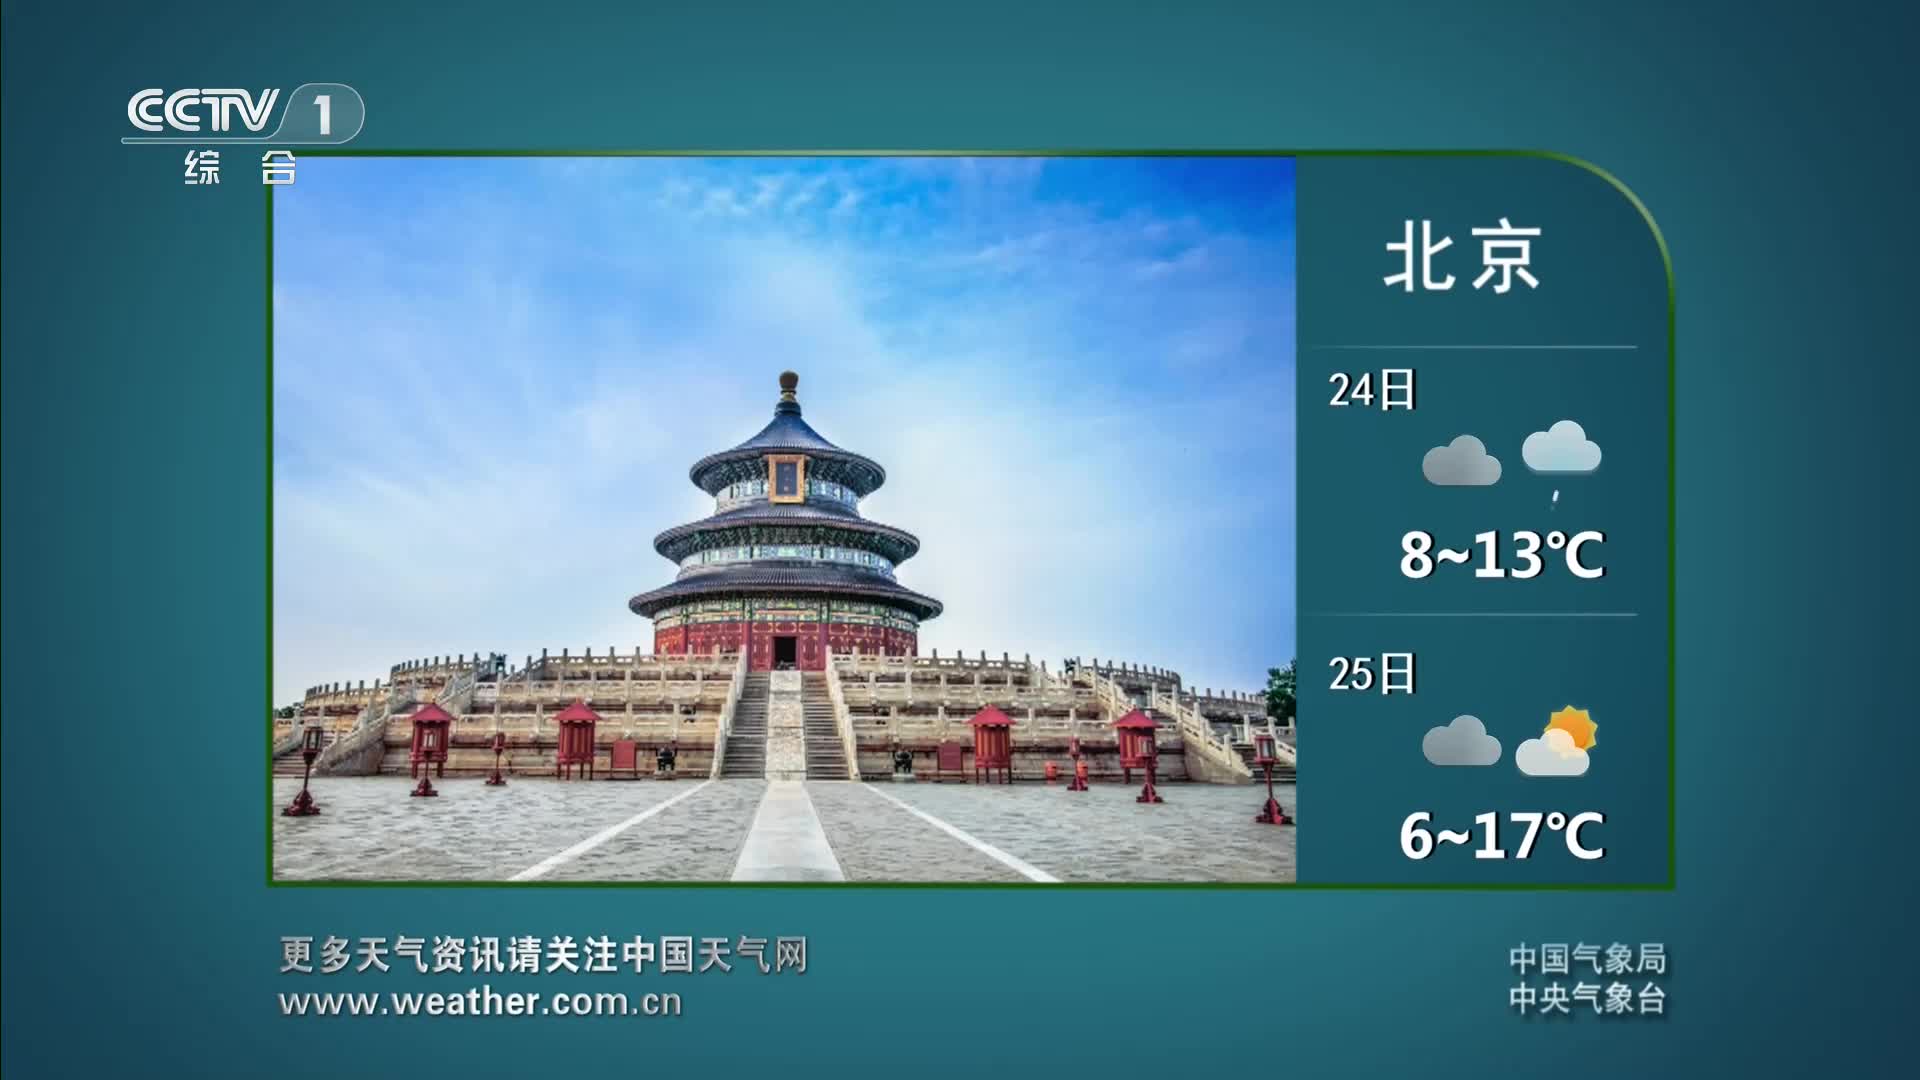 CCTV 1
综 合
北京
24日
8~13℃
25日
6~17℃
更多天气资讯请关注中国天气网
www.weather.com.cn
中国气象局
中央气象台